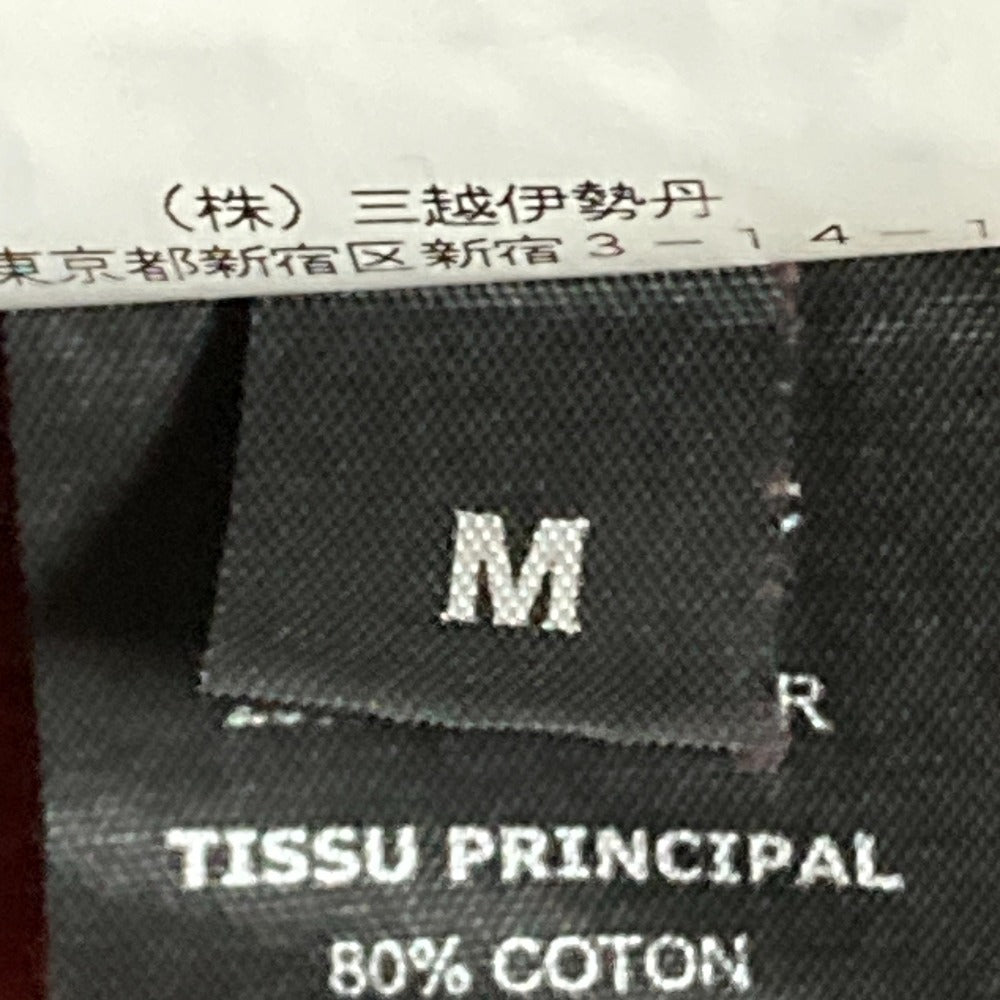 （株）三越伊勢丹
東京都新宿区新宿3－14－1
M
R
TISSU PRINCIPAL
80% COTON